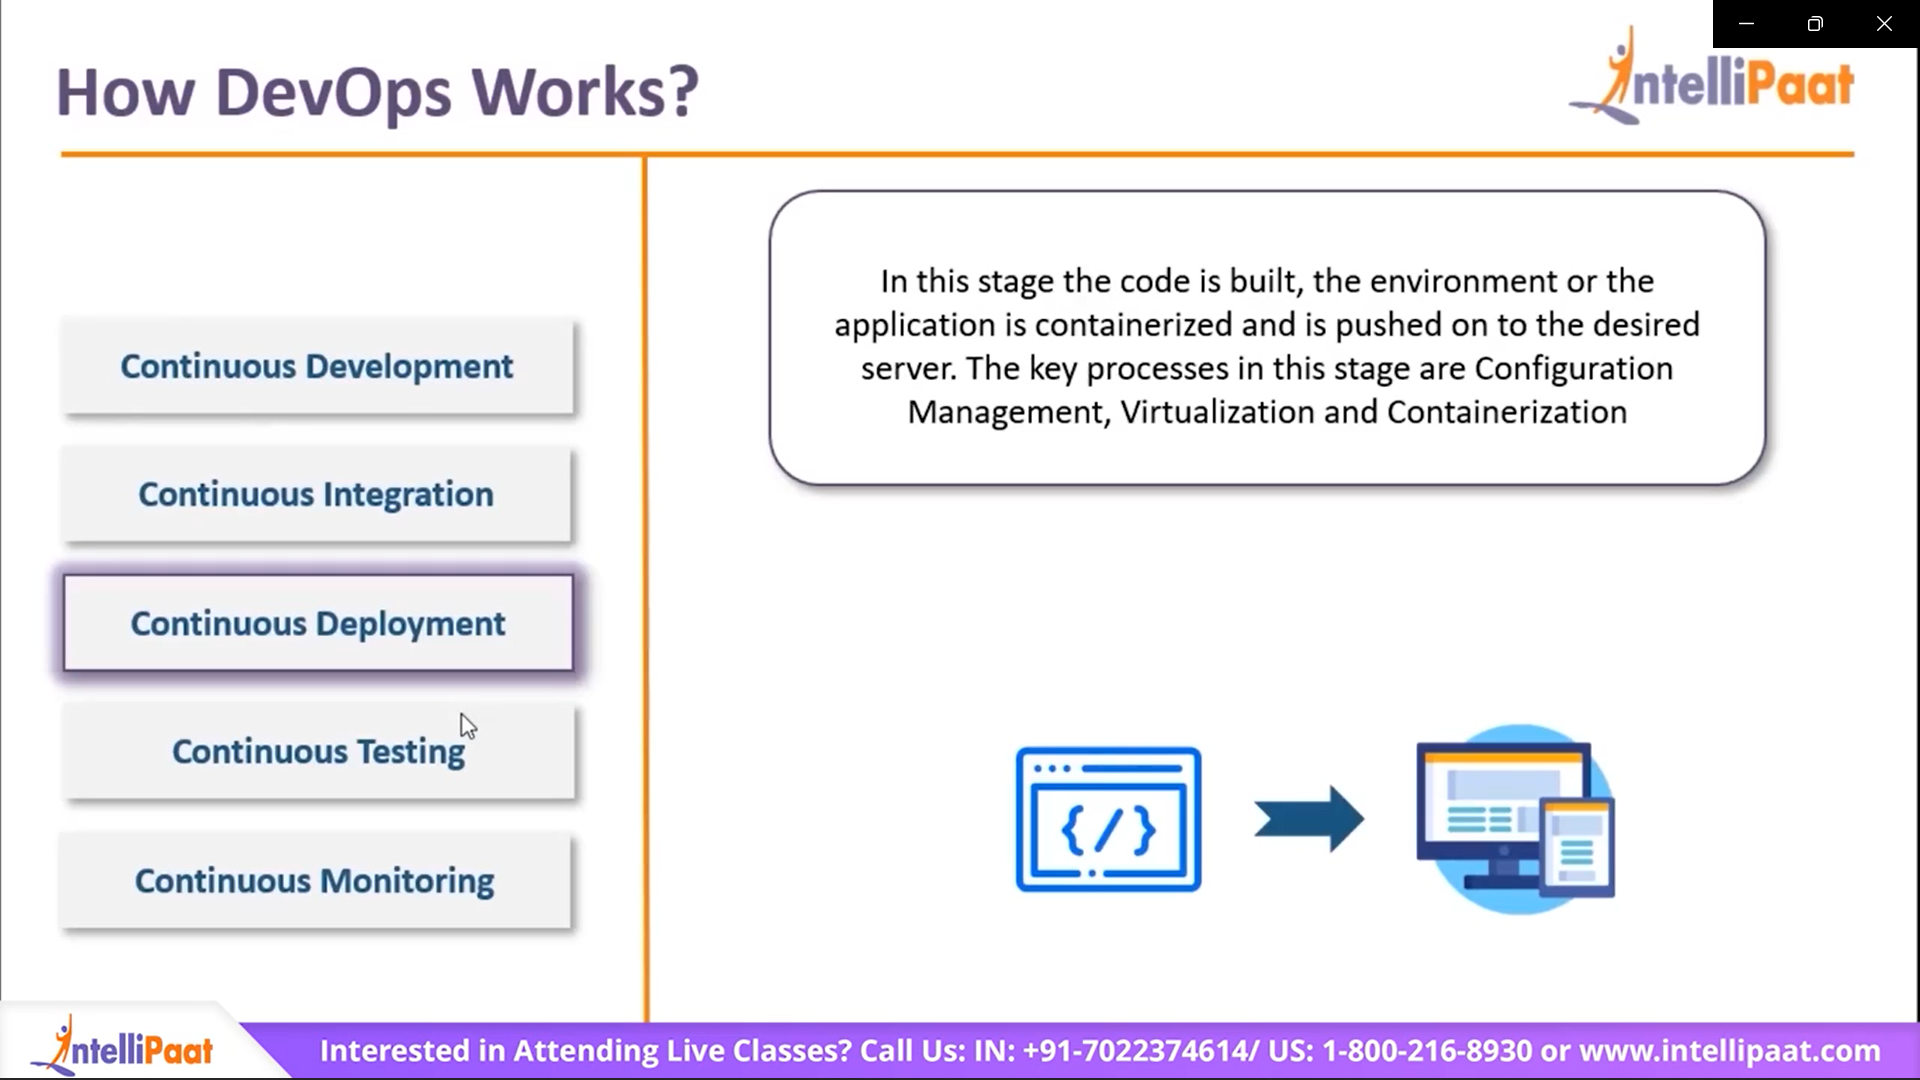 How DevOps Works?
IntelliPaat
In this stage the code is built, the environment or the
application is containerized and is pushed on to the desired
server. The key processes in this stage are Configuration
Management, Virtualization and Containerization
Continuous Development
Continuous Integration
Continuous Deployment
Continuous Testing
Continuous Monitoring
{/}
IntelliPaat
Interested in Attending Live Classes? Call Us: IN: +91-7022374614/ US: 1-800-216-8930 or www.intellipaat.com